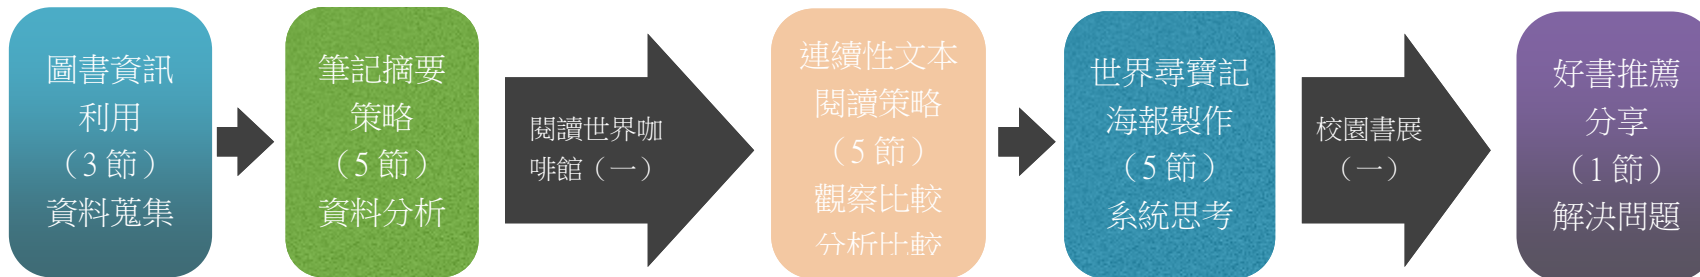 圖書資訊
利用
（3 節）
資料蒐集
筆記摘要
策略
（5 節）
資料分析
閱讀世界咖
啡館（一）
連續性文本
閱讀策略
（5 節）
觀察比較
分析比較
世界尋寶記
海報製作
（5 節）
系統思考
校園書展
（一）
好書推薦
分享
（1 節）
解決問題